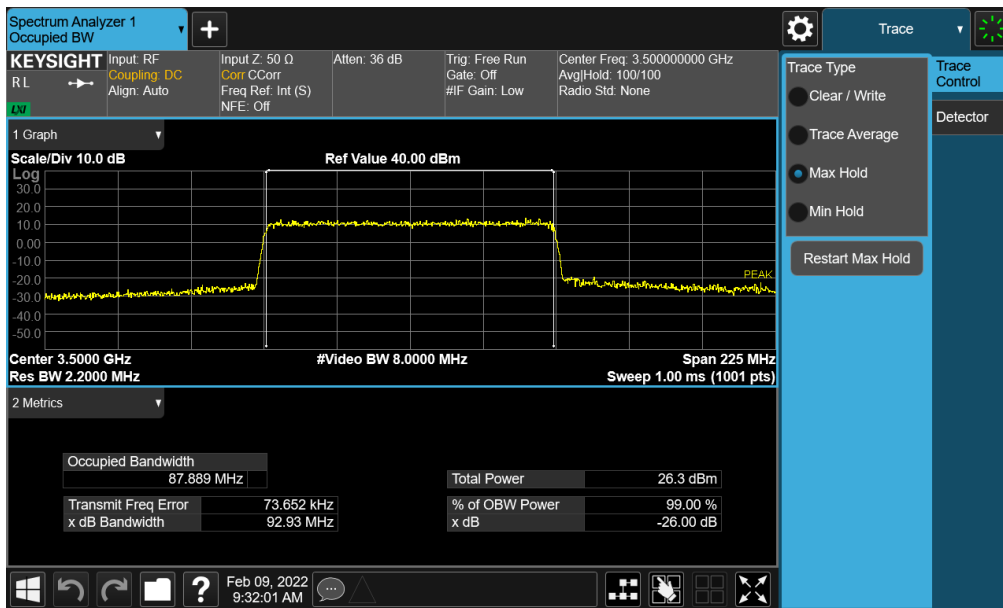 Spectrum Analyzer 1
Occupied BW
+
Trace
KEYSIGHT
RL
LXI
Input: RF
Coupling: DC
Align: Auto
Input Z: 50 Ω
Corr CCorr
Freq Ref: Int (S)
NFE: Off
Atten: 36 dB
Trig: Free Run
Gate: Off
#IF Gain: Low
Center Freq: 3.500000000 GHz
Avg|Hold: 100/100
Radio Std: None
Trace Type
Clear / Write
Trace Average
Max Hold
Min Hold
Restart Max Hold
Trace
Control
Detector
1 Graph
Scale/Div 10.0 dB
Ref Value 40.00 dBm
Log
30.0
20.0
10.0
0.00
-10.0
-20.0
-30.0
-40.0
-50.0
PEAK
Center 3.5000 GHz
#Video BW 8.0000 MHz
Span 225 MHz
Res BW 2.2000 MHz
Sweep 1.00 ms (1001 pts)
2 Metrics
Occupied Bandwidth
87.889 MHz
Total Power 26.3 dBm
Transmit Freq Error 73.652 kHz
% of OBW Power 99.00 %
x dB Bandwidth 92.93 MHz
x dB -26.00 dB
?
Feb 09, 2022
9:32:01 AM